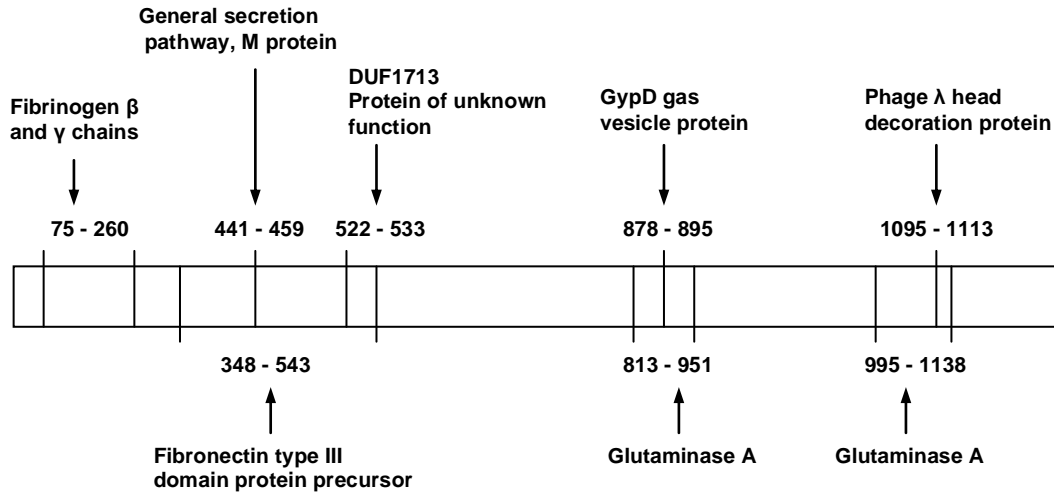 General secretion
pathway, M protein
DUF1713
Protein of unknown
function
Fibrinogen β
and γ chains
GypD gas
vesicle protein
Phage λ head
decoration protein
75 - 260
441 - 459
522 - 533
878 - 895
1095 - 1113
348 - 543
813 - 951
995 - 1138
Fibronectin type III
domain protein precursor
Glutaminase A
Glutaminase A